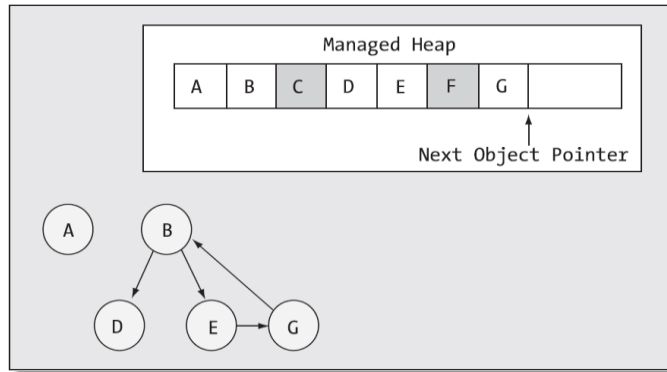 Managed Heap
A B C D E F G
Next Object Pointer
A B
D E G